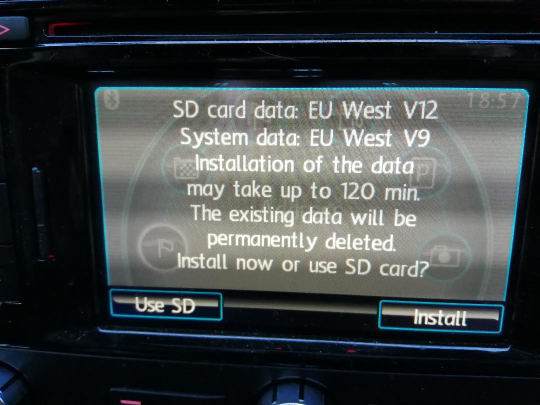 18:57
SD card data: EU West V12
System data: EU West V9
Installation of the data
may take up to 120 min.
The existing data will be
permanently deleted.
Install now or use SD card?
Use SD
Install